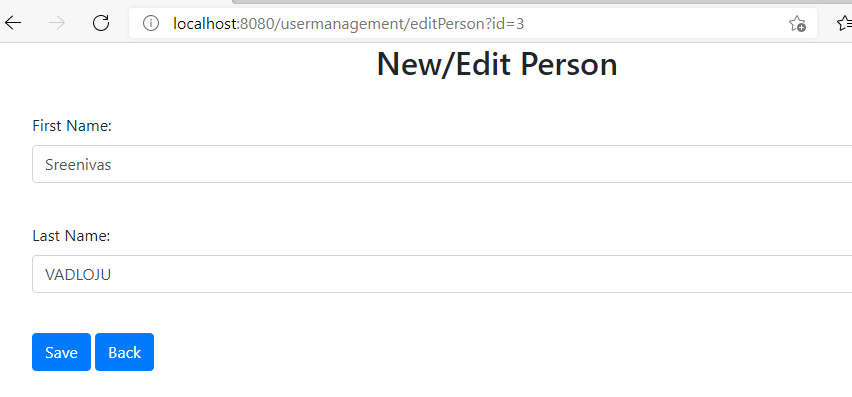 localhost:8080/usermanagement/editPerson?id=3
New/Edit Person
First Name:
Sreenivas
Last Name:
VADLOJU
Save Back